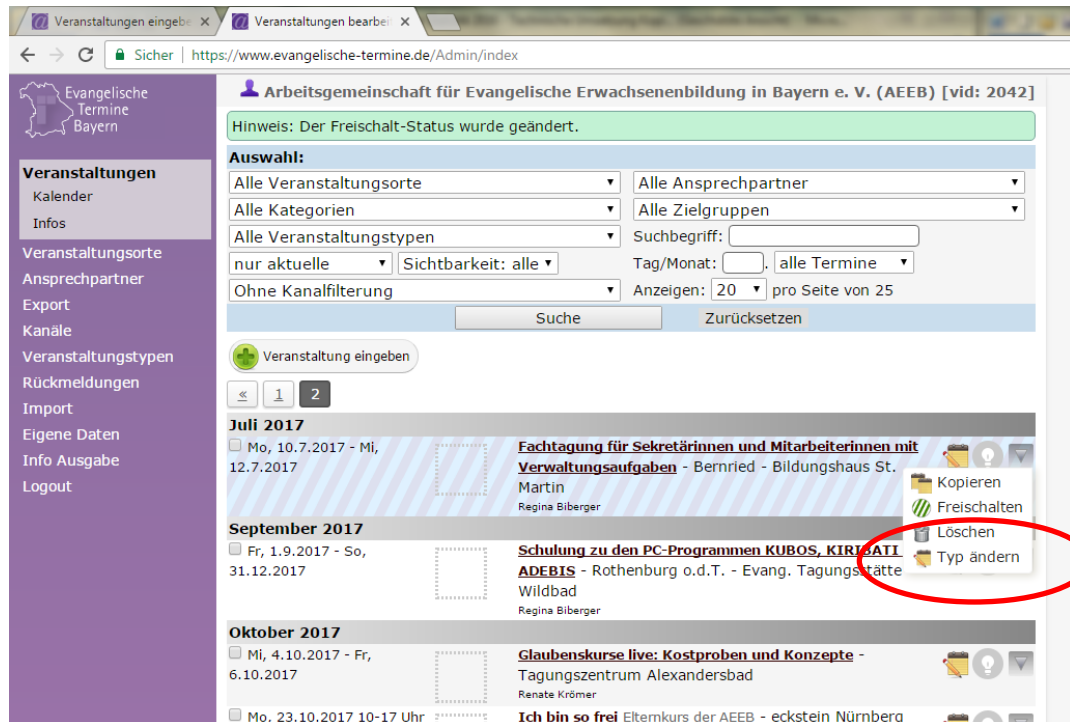 Veranstaltungen eingebe
Veranstaltungen bearbei
Sicher | https://www.evangelische-termine.de/Admin/index
Evangelische
Termine
Bayern
Veranstaltungen
Kalender
Infos
Veranstaltungsorte
Ansprechpartner
Export
Kanäle
Veranstaltungstypen
Rückmeldungen
Import
Eigene Daten
Info Ausgabe
Logout
Arbeitsgemeinschaft für Evangelische Erwachsenenbildung in Bayern e. V. (AEEB) [vid: 2042]
Hinweis: Der Freischalt-Status wurde geändert.
Auswahl:
Alle Veranstaltungsorte Alle Ansprechpartner
Alle Kategorien Alle Zielgruppen
Alle Veranstaltungstypen Suchbegriff:
nur aktuelle Sichtbarkeit: alle Tag/Monat: . alle Termine
Ohne Kanalfilterung Anzeigen: 20 pro Seite von 25
Suche Zurücksetzen
Veranstaltung eingeben
« 1 2
Juli 2017
Mo, 10.7.2017 - Mi, Fachtagung für Sekretärinnen und Mitarbeiterinnen mit
12.7.2017 Verwaltungsaufgaben - Bernried - Bildungshaus St.
Martin
Regina Biberger
Kopieren
Freischalten
Löschen
Typ ändern
September 2017
Fr, 1.9.2017 - So, Schulung zu den PC-Programmen KUBOS, KIRIBATI
31.12.2017 ADEBIS - Rothenburg o.d.T. - Evang. Tagungsstätte
Wildbad
Regina Biberger
Oktober 2017
Mi, 4.10.2017 - Fr, Glaubenskurse live: Kostproben und Konzepte -
6.10.2017 Tagungszentrum Alexandersbad
Renate Krömer
Mo, 23.10.2017 10-17 Uhr Ich bin so frei Elternkurs der AEEB - eckstein Nürnberg